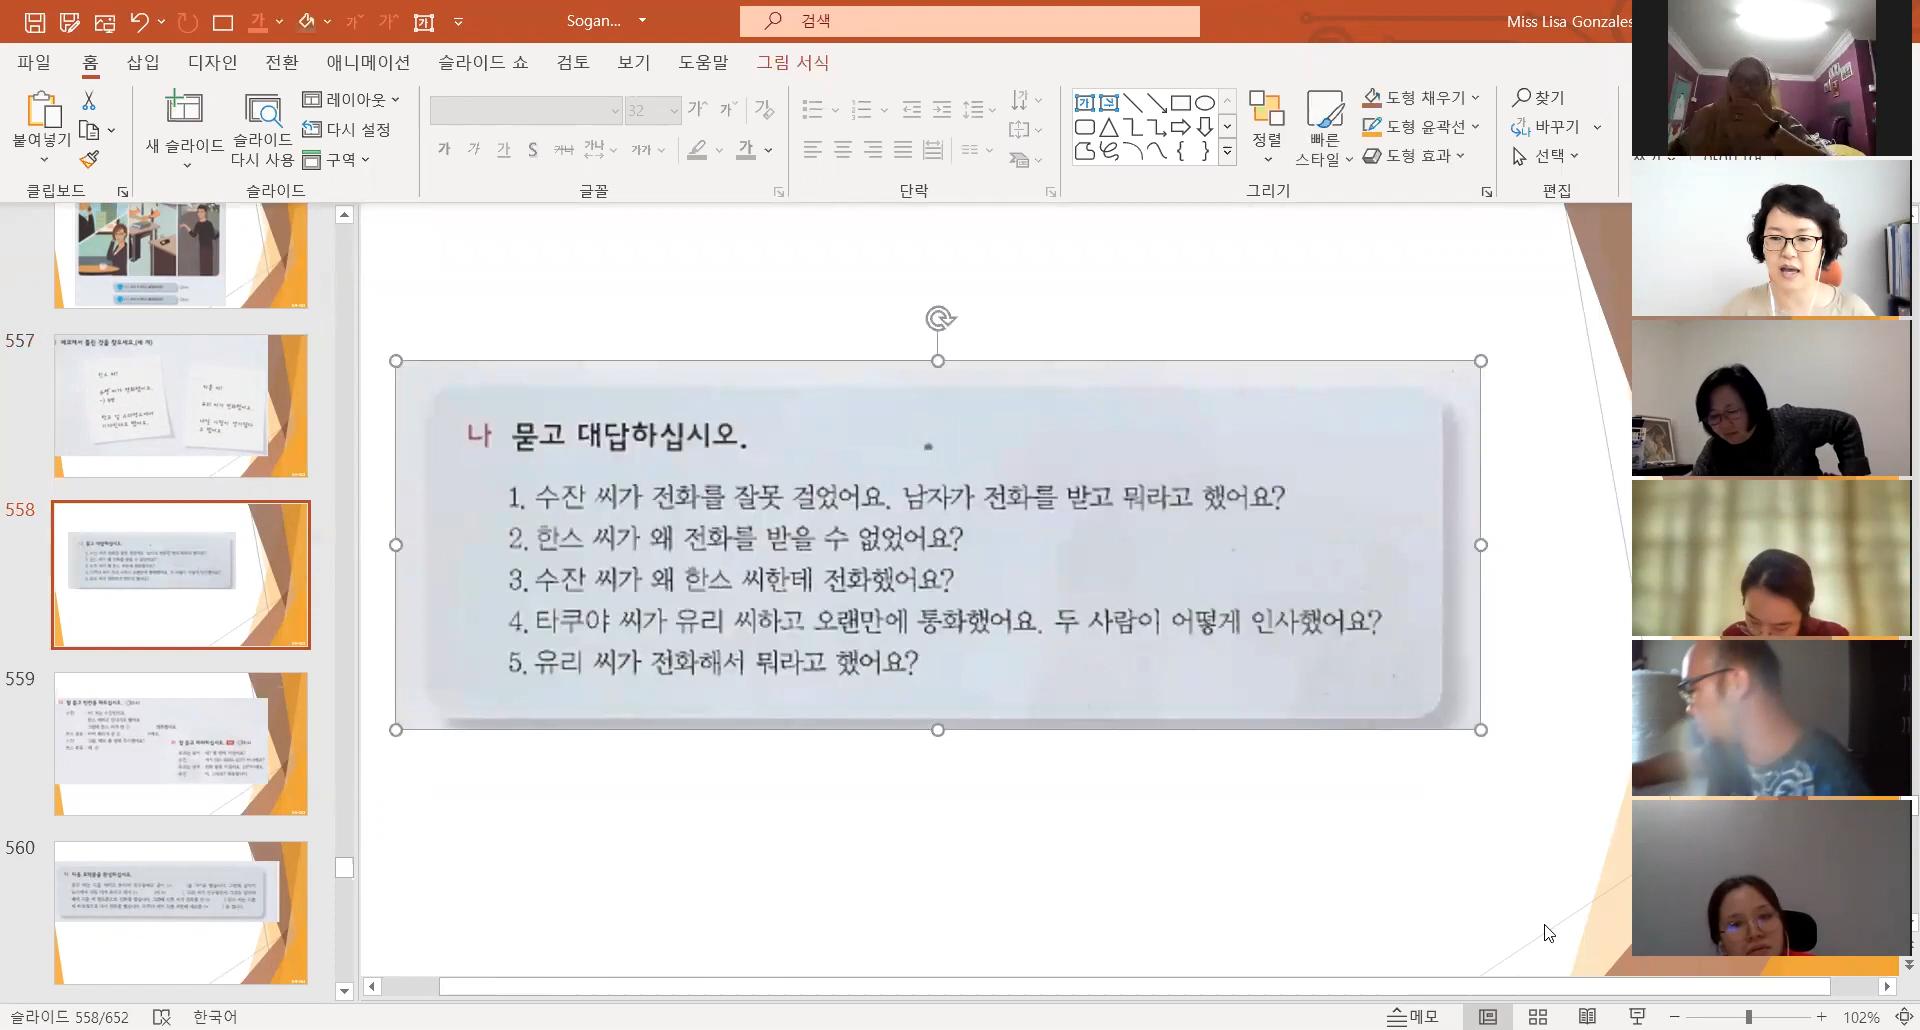 Sogan...
검색
Miss Lisa Gonzales
파일 홈 삽입 디자인 전환 애니메이션 슬라이드 쇼 검토 보기 도움말 그림 서식
붙여넣기
클립보드
새 슬라이드
슬라이드 다시 사용
레이아웃
다시 설정
구역
슬라이드
32
글꼴
단락
정렬
빠른 스타일
도형 채우기
도형 윤곽선
도형 효과
그리기
찾기
바꾸기
선택
편집
557
558
559
560
나 묻고 대답하십시오.
1. 수잔 씨가 전화를 잘못 걸었어요. 남자가 전화를 받고 뭐라고 했어요?
2. 한스 씨가 왜 전화를 받을 수 없었어요?
3. 수잔 씨가 왜 한스 씨한테 전화했어요?
4. 타쿠야 씨가 유리 씨하고 오랜만에 통화했어요. 두 사람이 어떻게 인사했어요?
5. 유리 씨가 전화해서 뭐라고 했어요?
슬라이드 558/652 한국어
메모
102%